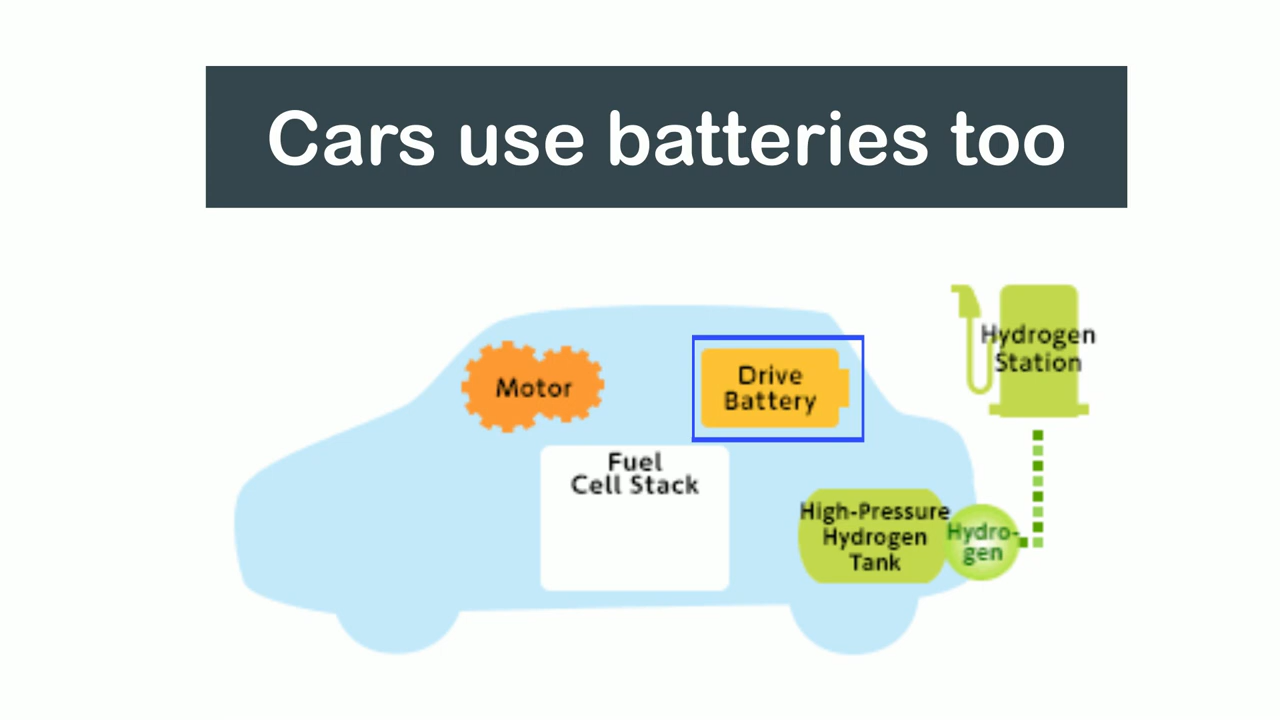 Cars use batteries too
Hydrogen
Station
Motor
Drive
Battery
Fuel
Cell Stack
High-Pressure
Hydrogen
Tank
Hydro-
gen